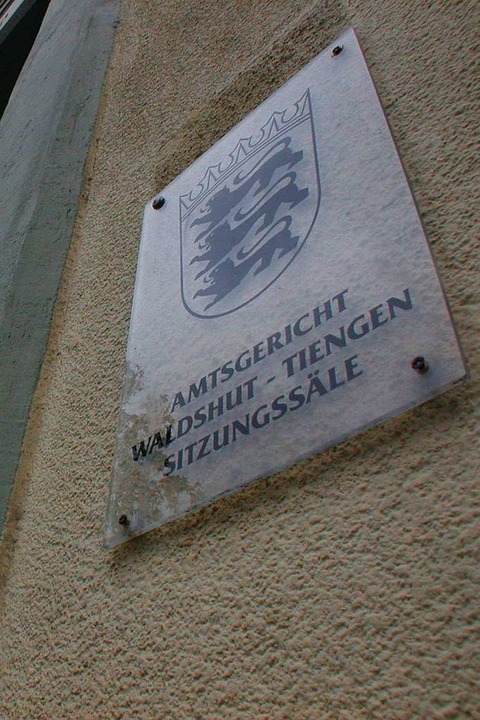 AMTSGERICHT
WALDSHUT - TIENGEN
SITZUNGSSÄLE